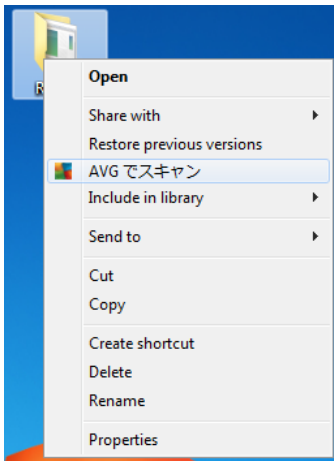 Open
Share with
Restore previous versions
AVG でスキャン
Include in library
Send to
Cut
Copy
Create shortcut
Delete
Rename
Properties